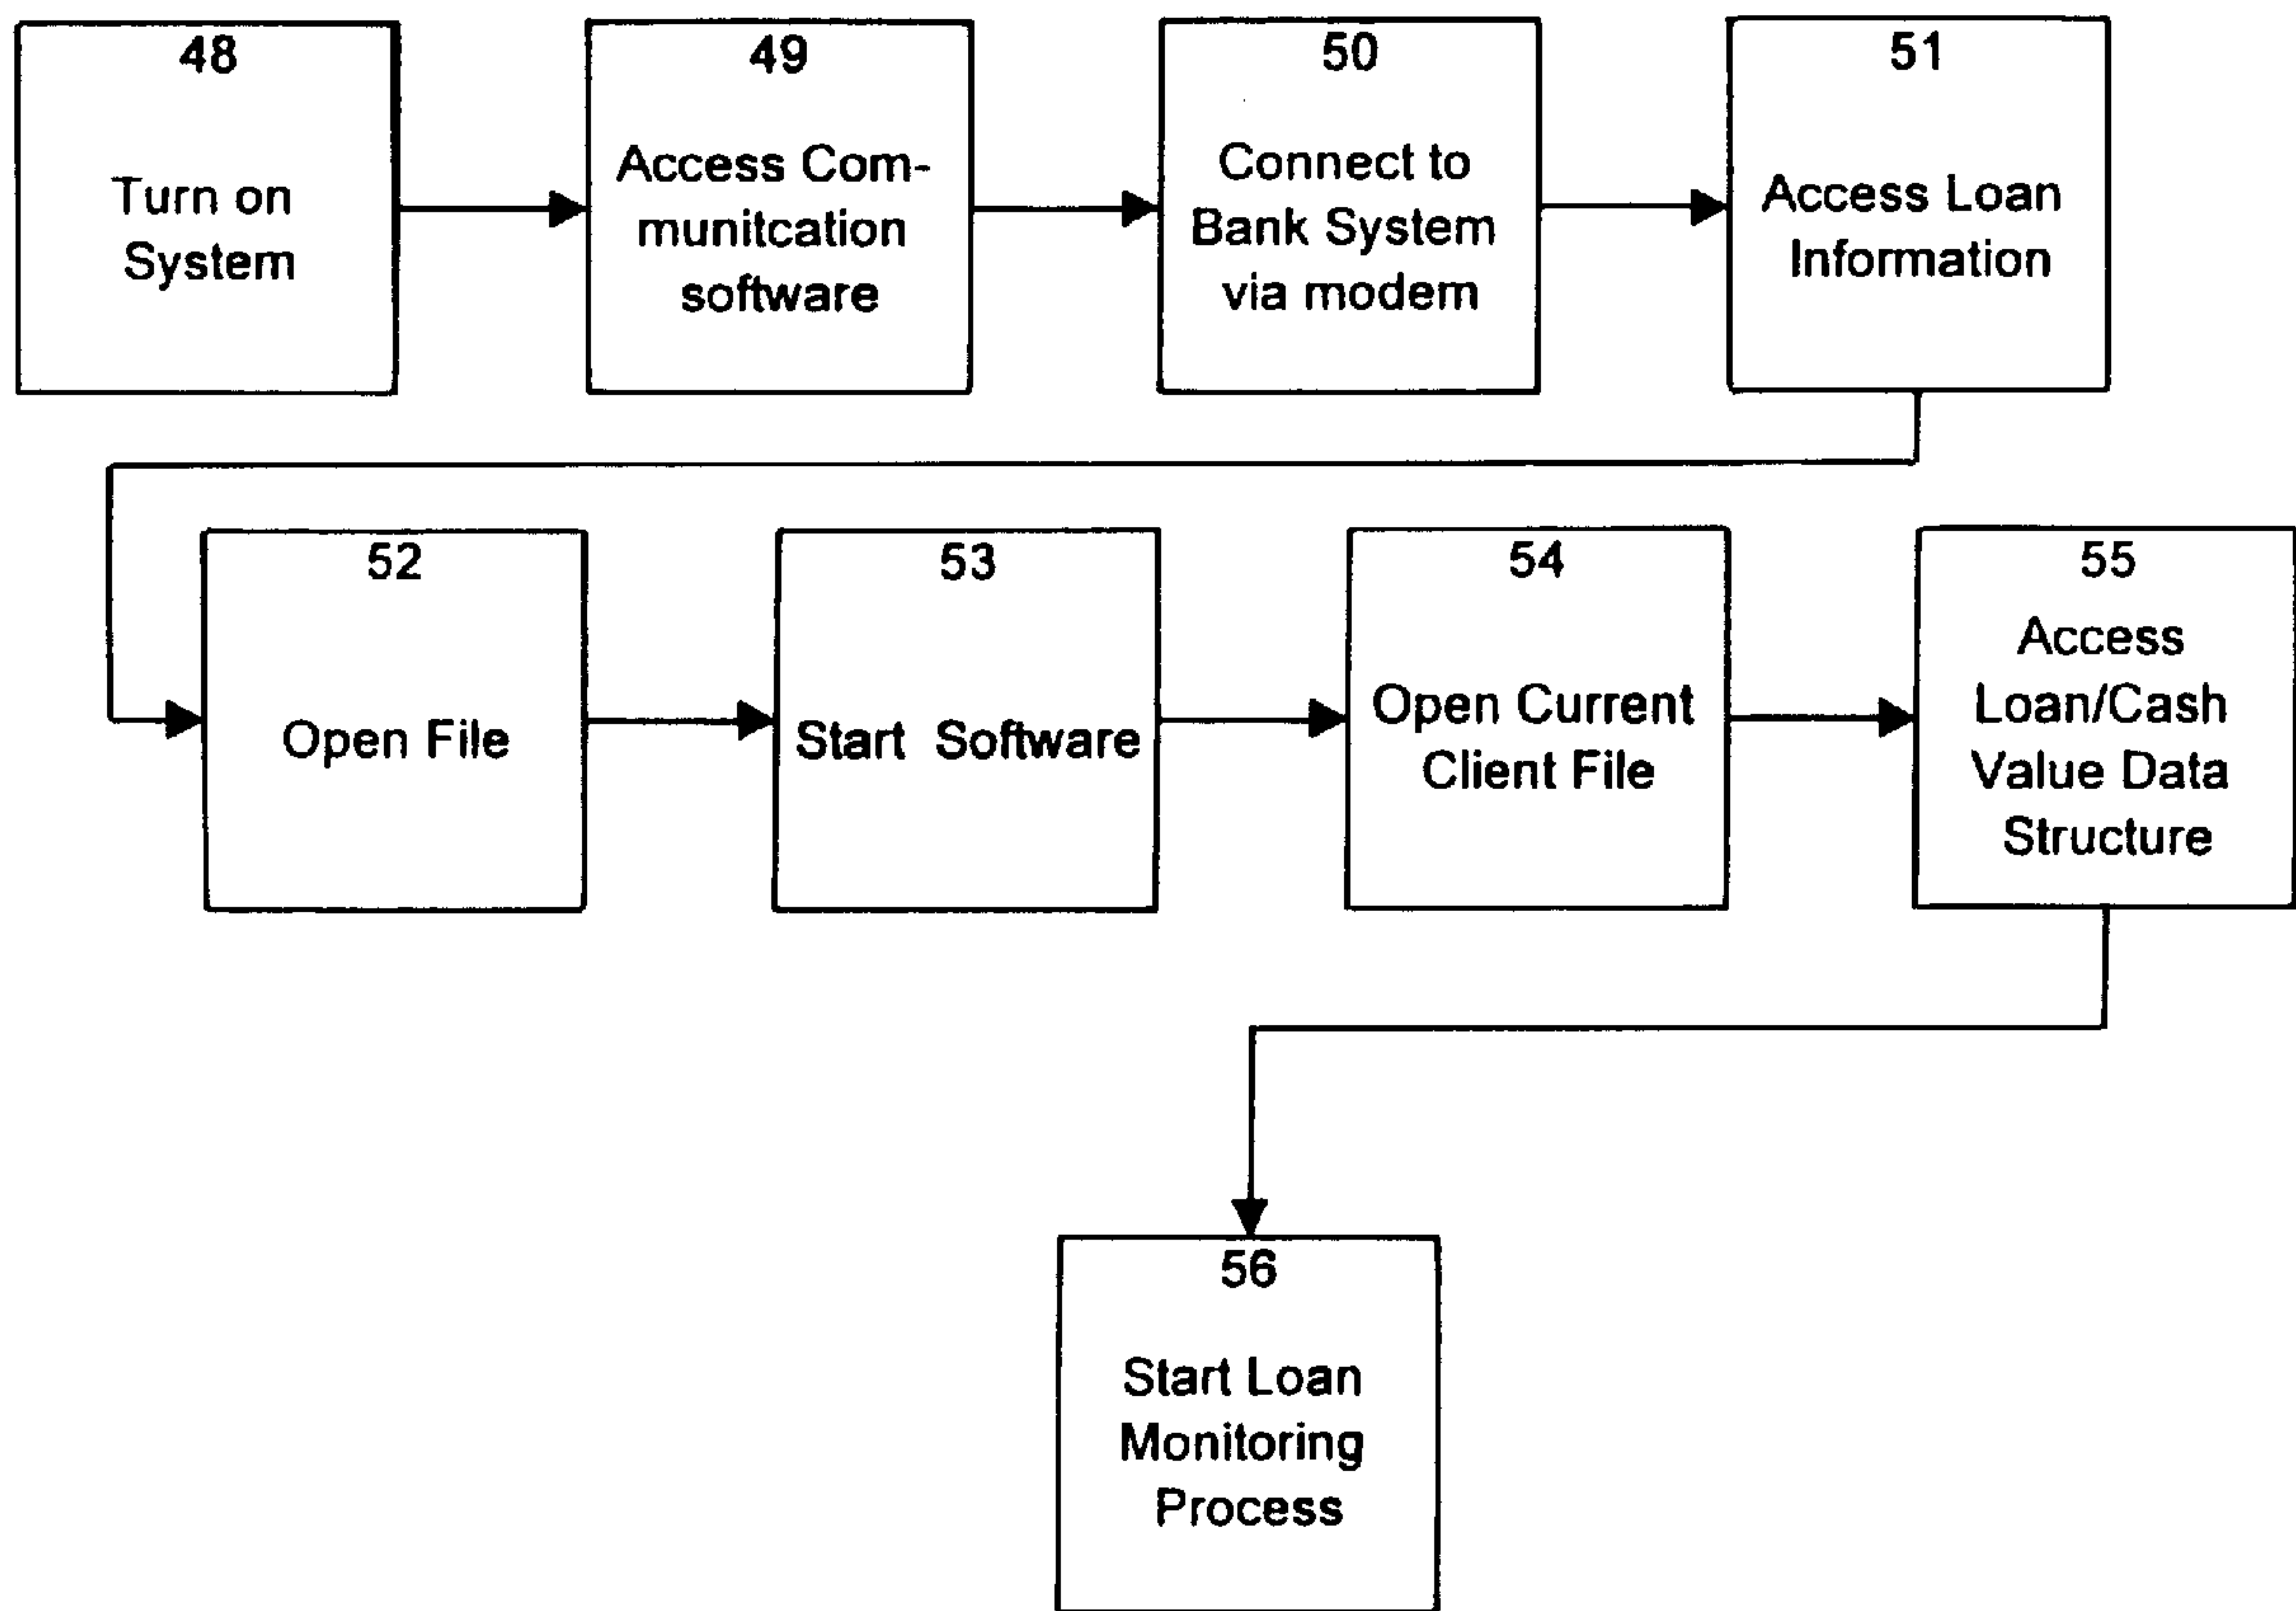 48
Turn on
System
49
Access Com-
munitcation
software
50
Connect to
Bank System
via modem
51
Access Loan
Information
52
Open File
53
Start Software
54
Open Current
Client File
55
Access
Loan/Cash
Value Data
Structure
56
Start Loan
Monitoring
Process